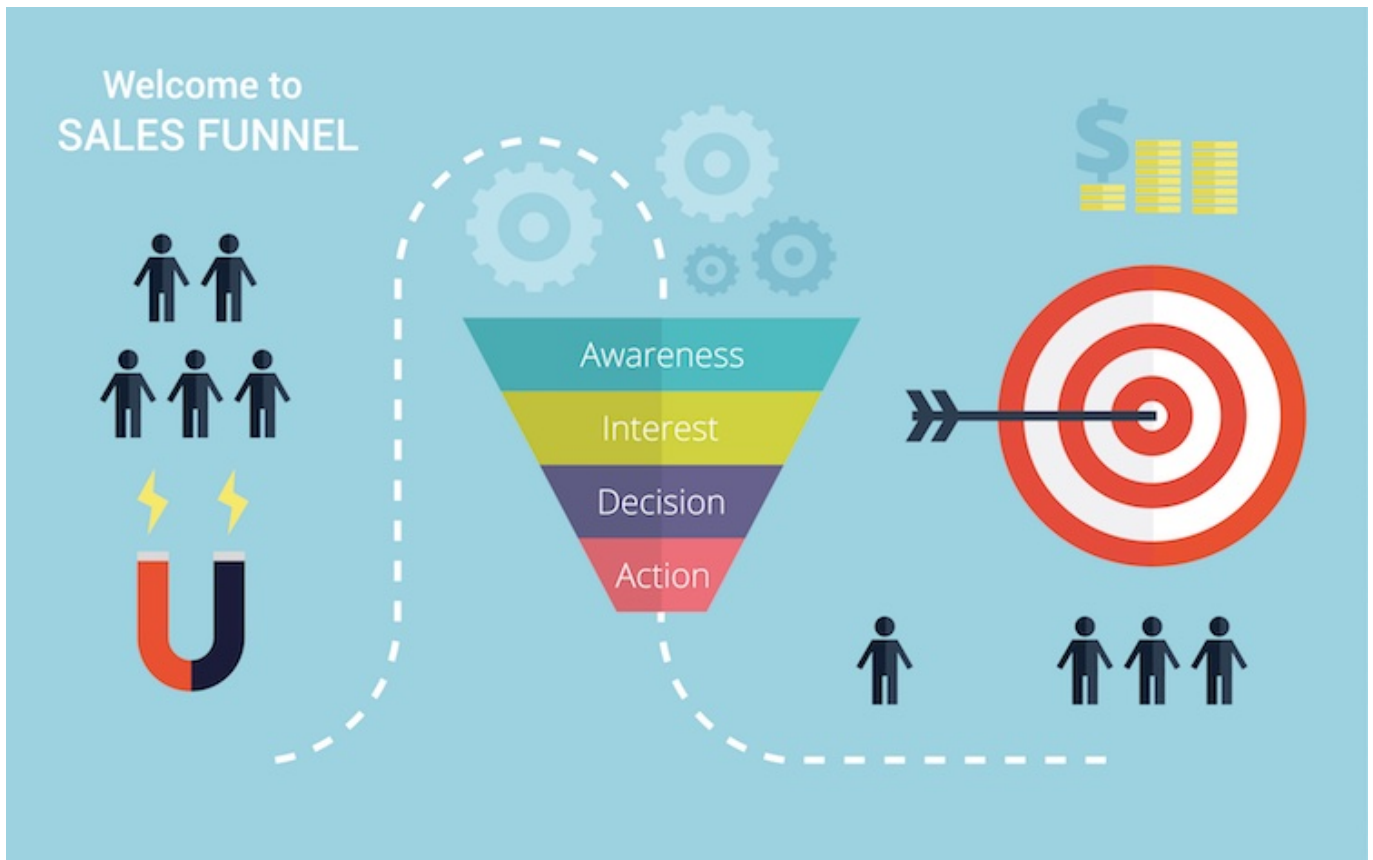 Welcome to
SALES FUNNEL
$
Awareness
Interest
Decision
Action